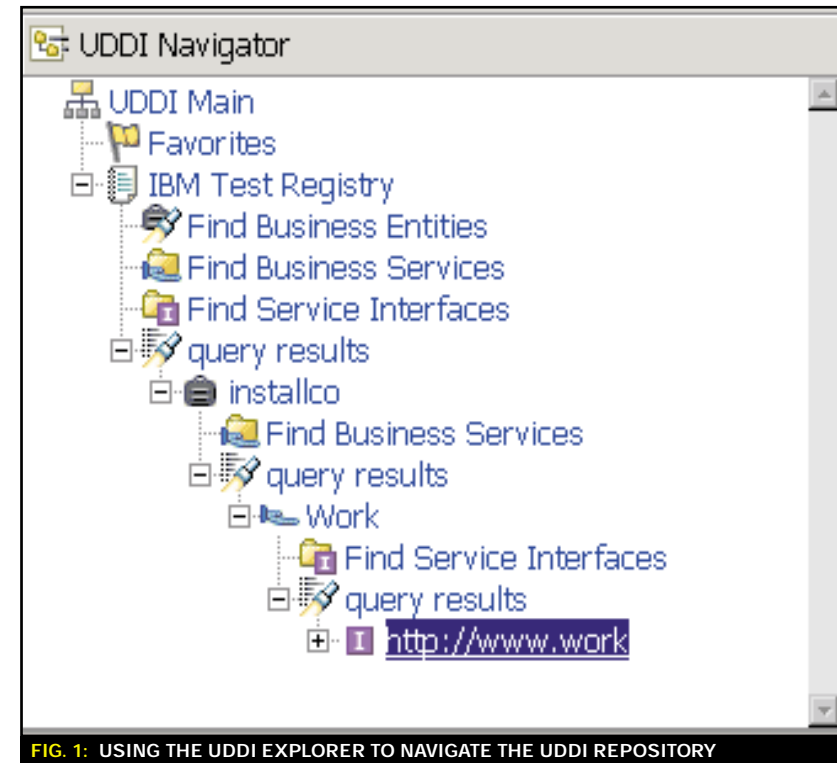 UDDI Navigator
UDDI Main
Favorites
IBM Test Registry
Find Business Entities
Find Business Services
Find Service Interfaces
query results
installco
Find Business Services
query results
Work
Find Service Interfaces
query results
I http://www.work
FIG. 1: USING THE UDDI EXPLORER TO NAVIGATE THE UDDI REPOSITORY